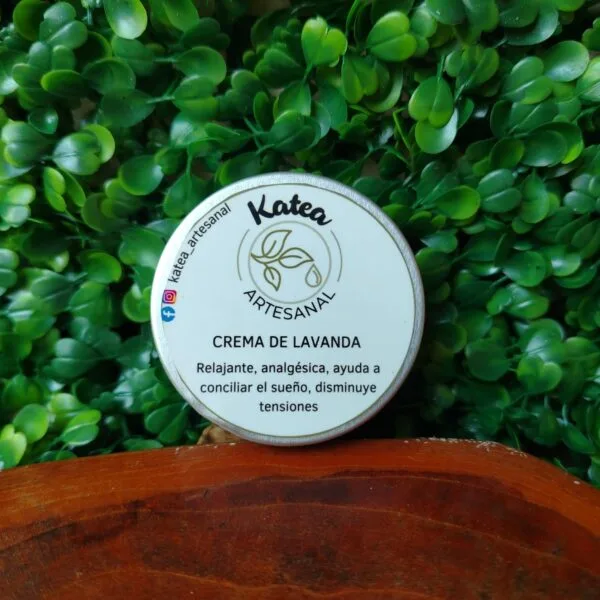 Katea
ARTESANAL
katea_artesanal
CREMA DE LAVANDA
Relajante, analgésica, ayuda a
conciliar el sueño, disminuye
tensiones